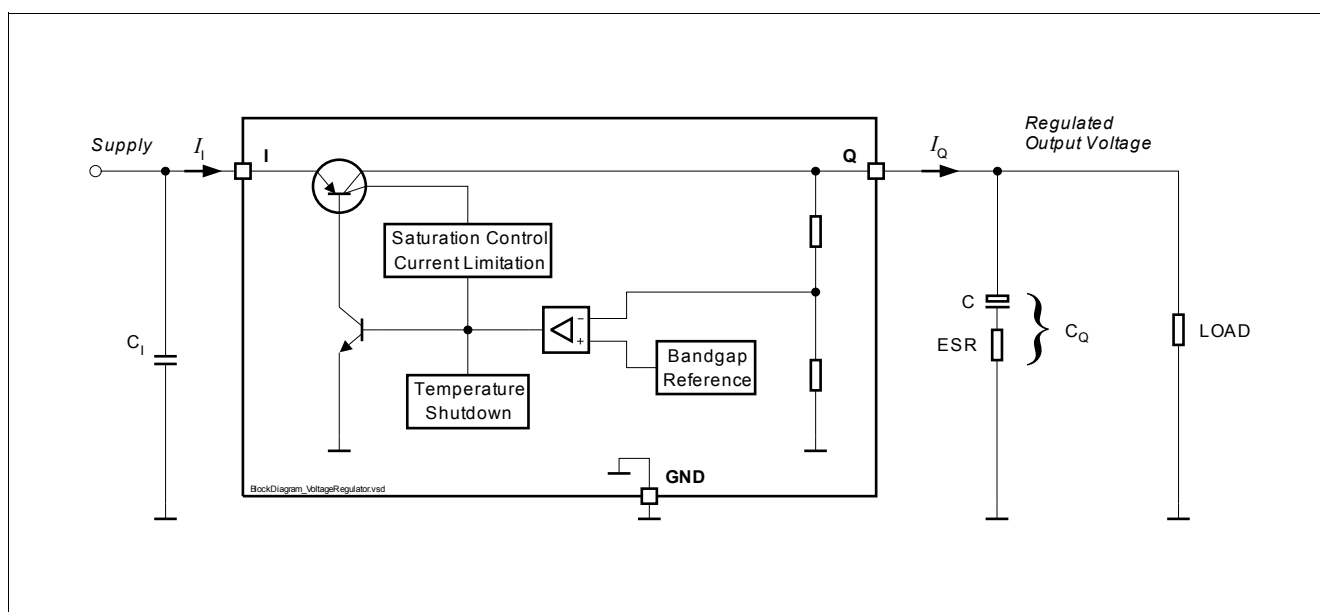 Supply
I_I
I
Q
I_Q
Regulated
Output Voltage
Saturation Control
Current Limitation
C_I
−
+
Bandgap
Reference
Temperature
Shutdown
C
ESR
C_Q
LOAD
GND
BlockDiagram_VoltageRegulator.vsd